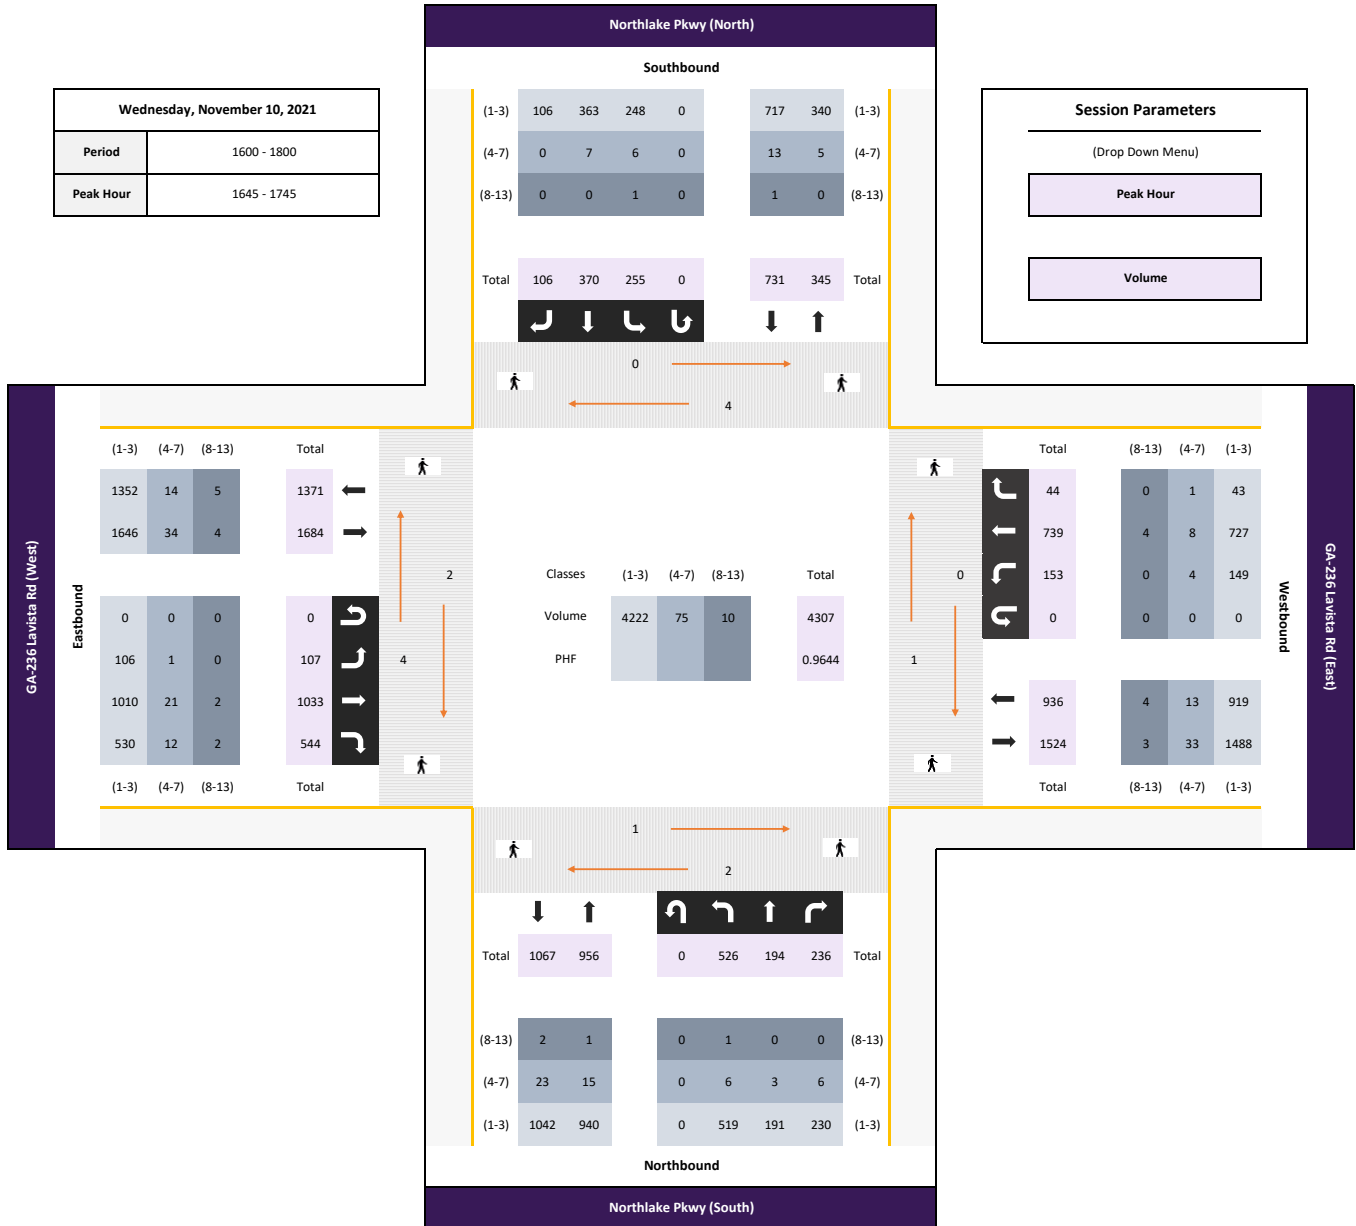 Northlake Pkwy (North)
Southbound
Wednesday, November 10, 2021
Period 1600 - 1800
Peak Hour 1645 - 1745
Session Parameters
(Drop Down Menu)
Peak Hour
Volume
(1-3) 106 363 248 0 717 340 (1-3)
(4-7) 0 7 6 0 13 5 (4-7)
(8-13) 0 0 1 0 1 0 (8-13)
Total 106 370 255 0 731 345 Total
0
4
GA-236 Lavista Rd (West)
Eastbound
(1-3) (4-7) (8-13) Total
1352 14 5 1371
1646 34 4 1684
0 0 0 0
106 1 0 107
1010 21 2 1033
530 12 2 544
(1-3) (4-7) (8-13) Total
2
4
Classes (1-3) (4-7) (8-13) Total
Volume 4222 75 10 4307
PHF 0.9644
0
1
Total (8-13) (4-7) (1-3)
44 0 1 43
739 4 8 727
153 0 4 149
0 0 0 0
936 4 13 919
1524 3 33 1488
Total (8-13) (4-7) (1-3)
Westbound
GA-236 Lavista Rd (East)
1
2
Total 1067 956 0 526 194 236 Total
(8-13) 2 1 0 1 0 0 (8-13)
(4-7) 23 15 0 6 3 6 (4-7)
(1-3) 1042 940 0 519 191 230 (1-3)
Northbound
Northlake Pkwy (South)